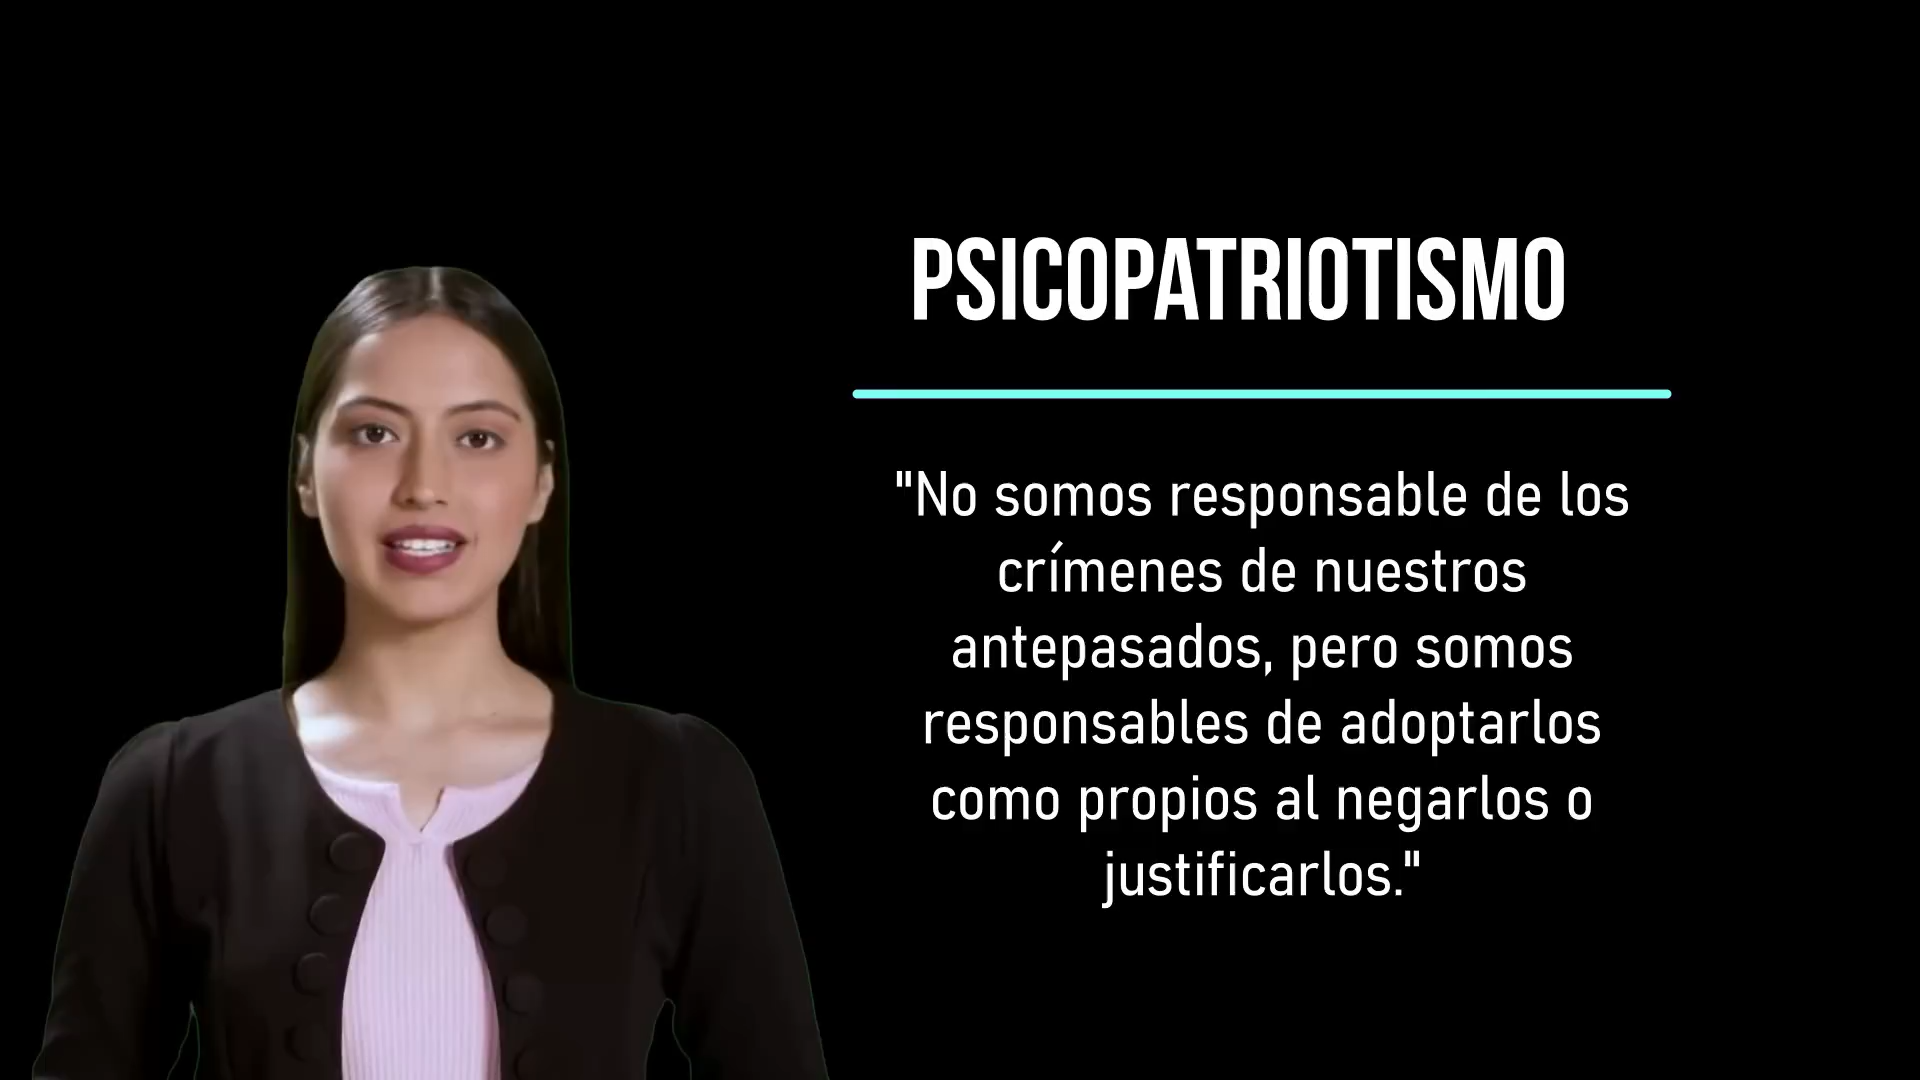 PSICOPATRIOTISMO
"No somos responsable de los
crímenes de nuestros
antepasados, pero somos
responsables de adoptarlos
como propios al negarlos o
justificarlos."